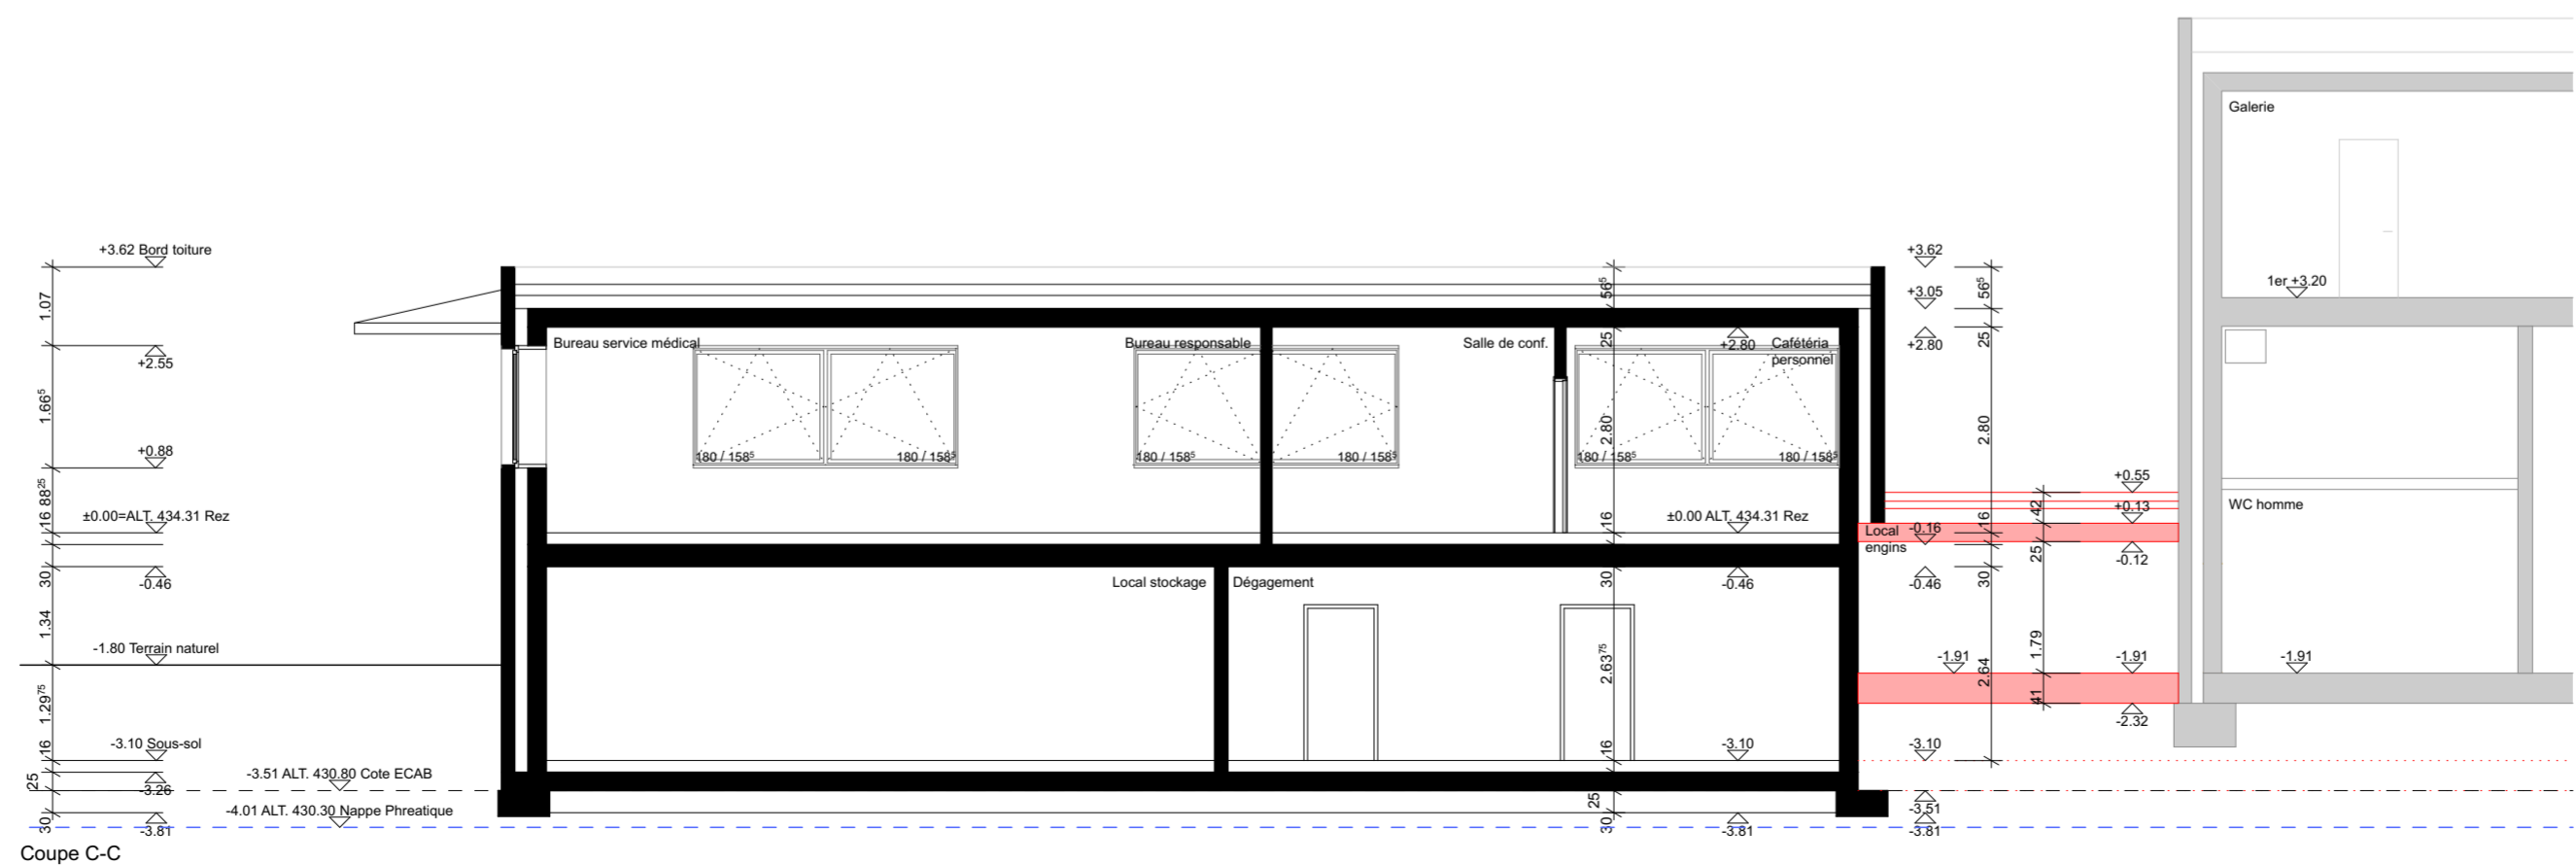 +3.62 Bord toiture
1.07
+2.55
1.66⁵
+0.88
88²⁵
16
±0.00=ALT. 434.31 Rez
30
-0.46
1.34
-1.80 Terrain naturel
1.29⁷⁵
-3.10 Sous-sol
16
25
-3.26
-3.51 ALT. 430.80 Cote ECAB
-4.01 ALT. 430.30 Nappe Phreatique
30
-3.81
Coupe C-C
Bureau service médical
180 / 158⁵
180 / 158⁵
Bureau responsable
180 / 158⁵
180 / 158⁵
Salle de conf.
Cafétéria
personnel
180 / 158⁵
180 / 158⁵
56⁵
25
+2.80
2.80
16
±0.00 ALT. 434.31 Rez
Local stockage
Dégagement
30
-0.46
2.63⁷⁵
16
-3.10
25
30
-3.81
+3.62
+3.05
+2.80
56⁵
25
2.80
Local
engins
-0.16
16
-0.46
30
-1.91
2.64
-3.10
-3.51
-3.81
42
25
1.79
41
+0.55
+0.13
-0.12
-1.91
-2.32
Galerie
1er +3.20
WC homme
-1.91